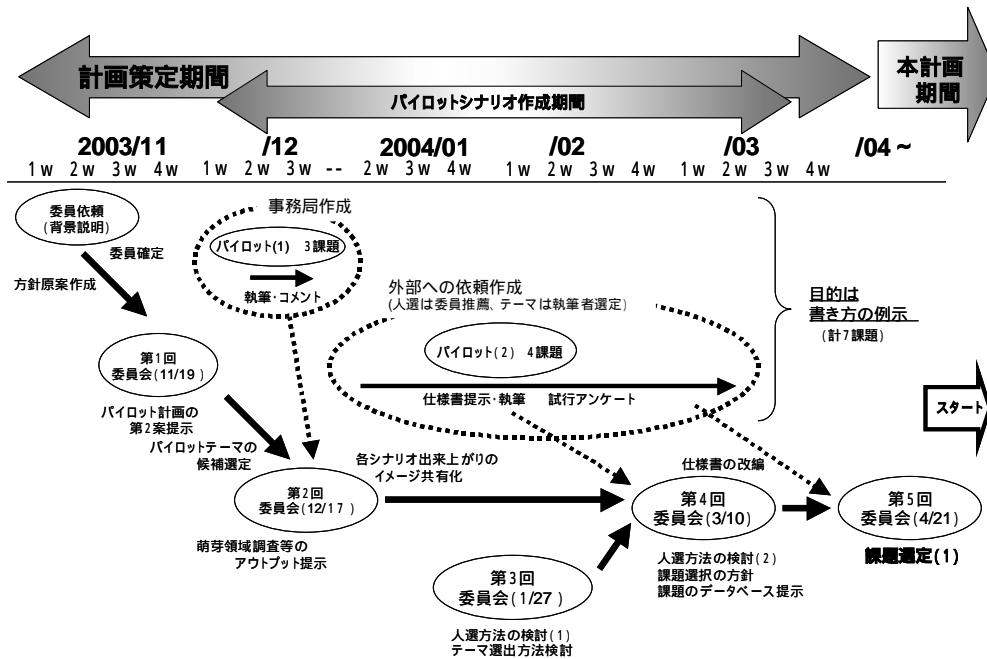 計画策定期間
本計画
期間
パイロットシナリオ作成期間
2003/11 /12 2004/01 /02 /03 /04 ~
1w 2w 3w 4w 1w 2w 3w -- 2w 3w 4w 1w 2w 3w 4w 1w 2w 3w 4w
委員依頼
(背景説明)
委員確定
方針原案作成
事務局作成
パイロット(1) 3課題
執筆・コメント
外部への依頼作成
(人選は委員推薦、テーマは執筆者選定)
パイロット(2) 4課題
仕様書提示・執筆 試行アンケート
目的は
書き方の例示
(計7課題)
第1回
委員会(11/19)
パイロット計画の
第2案提示
パイロットテーマの
候補選定
スタート
各シナリオ出来上がりの
イメージ共有化
仕様書の改編
第2回
委員会(12/17)
第4回
委員会(3/10)
第5回
委員会(4/21)
萌芽領域調査等の
アウトプット提示
課題選定(1)
第3回
委員会(1/27)
人選方法の検討(2)
課題選択の方針
課題のデータベース提示
人選方法の検討(1)
テーマ選出方法検討